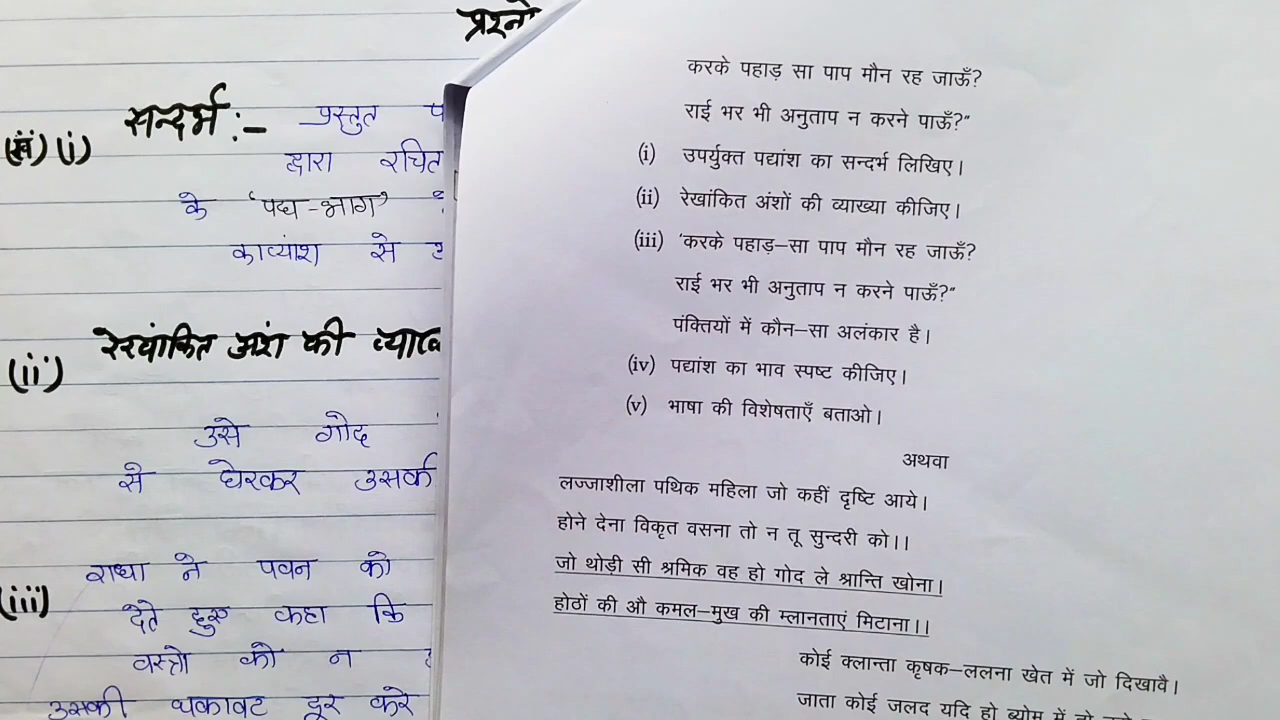 प्रश्नो
(ख) (i) सन्दर्भ :- प्रस्तुत
द्वारा रचित
के 'पद्य-भाग'
काव्यांश से
(ii) रेखांकित अंश की
उसे गोद
से घेरकर उसकी
(iii) राधा ने पवन को
देते हुए कहा कि
वस्त्रो को न
उसकी थकावट दूर करे
करके पहाड़ सा पाप मौन रह जाऊँ?
राई भर भी अनुताप न करने पाऊँ?"
(i) उपर्युक्त पद्यांश का सन्दर्भ लिखिए।
(ii) रेखांकित अंशों की व्याख्या कीजिए।
(iii) 'करके पहाड़–सा पाप मौन रह जाऊँ?
राई भर भी अनुताप न करने पाऊँ?"
पंक्तियों में कौन–सा अलंकार है।
(iv) पद्यांश का भाव स्पष्ट कीजिए।
(v) भाषा की विशेषताएँ बताओ।
अथवा
लज्जाशीला पथिक महिला जो कहीं दृष्टि आये।
होने देना विकृत वसना तो न तू सुन्दरी को।।
जो थोड़ी सी श्रमिक वह हो गोद ले श्रान्ति खोना।
होठों की औ कमल–मुख की म्लानताएं मिटाना।।
कोई क्लान्ता कृषक–ललना खेत में जो दिखावै।
जाता कोई जलद यदि हो ब्योम में